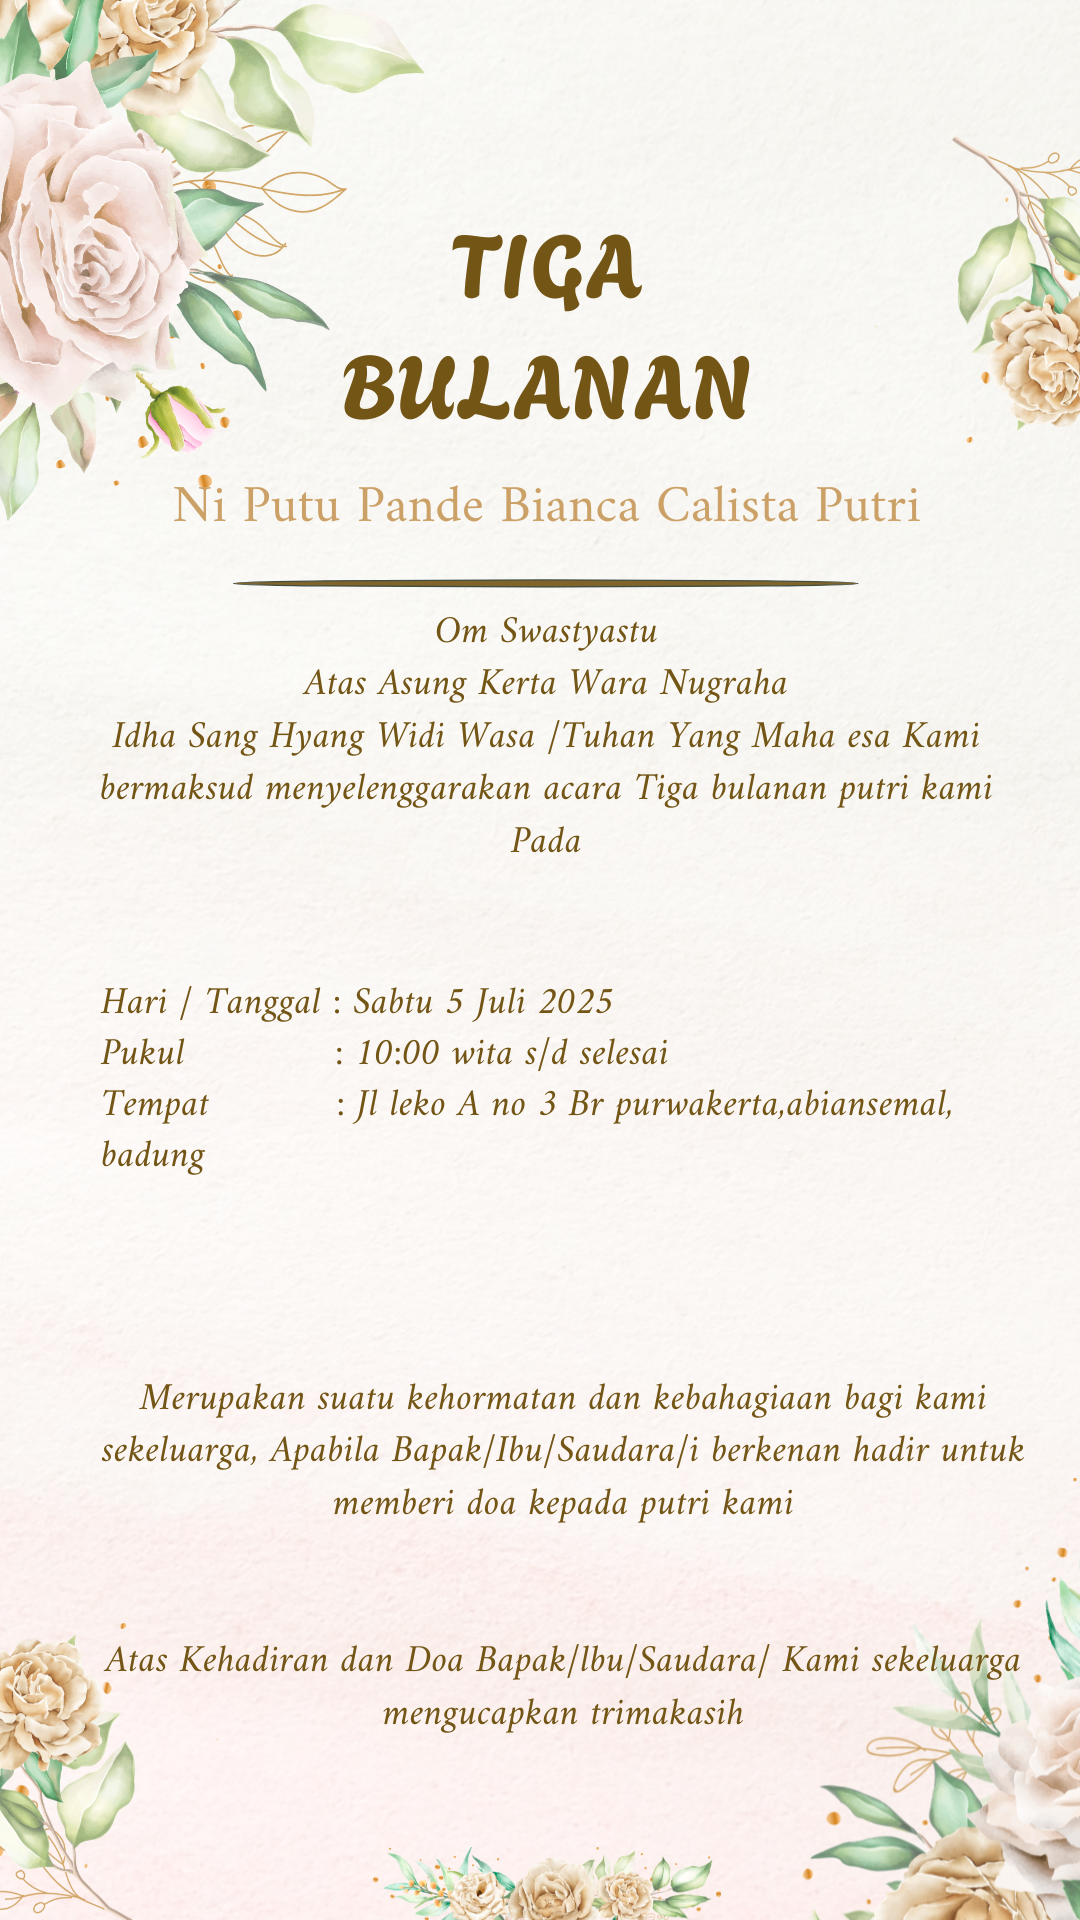 TIGA
BULANAN
Ni Putu Pande Bianca Calista Putri
Om Swastyastu
Atas Asung Kerta Wara Nugraha
Idha Sang Hyang Widi Wasa /Tuhan Yang Maha esa Kami
bermaksud menyelenggarakan acara Tiga bulanan putri kami
Pada
Hari / Tanggal : Sabtu 5 Juli 2025
Pukul : 10:00 wita s/d selesai
Tempat : Jl leko A no 3 Br purwakerta,abiansemal,
badung
Merupakan suatu kehormatan dan kebahagiaan bagi kami
sekeluarga, Apabila Bapak/Ibu/Saudara/i berkenan hadir untuk
memberi doa kepada putri kami
Atas Kehadiran dan Doa Bapak/lbu/Saudara/ Kami sekeluarga
mengucapkan trimakasih